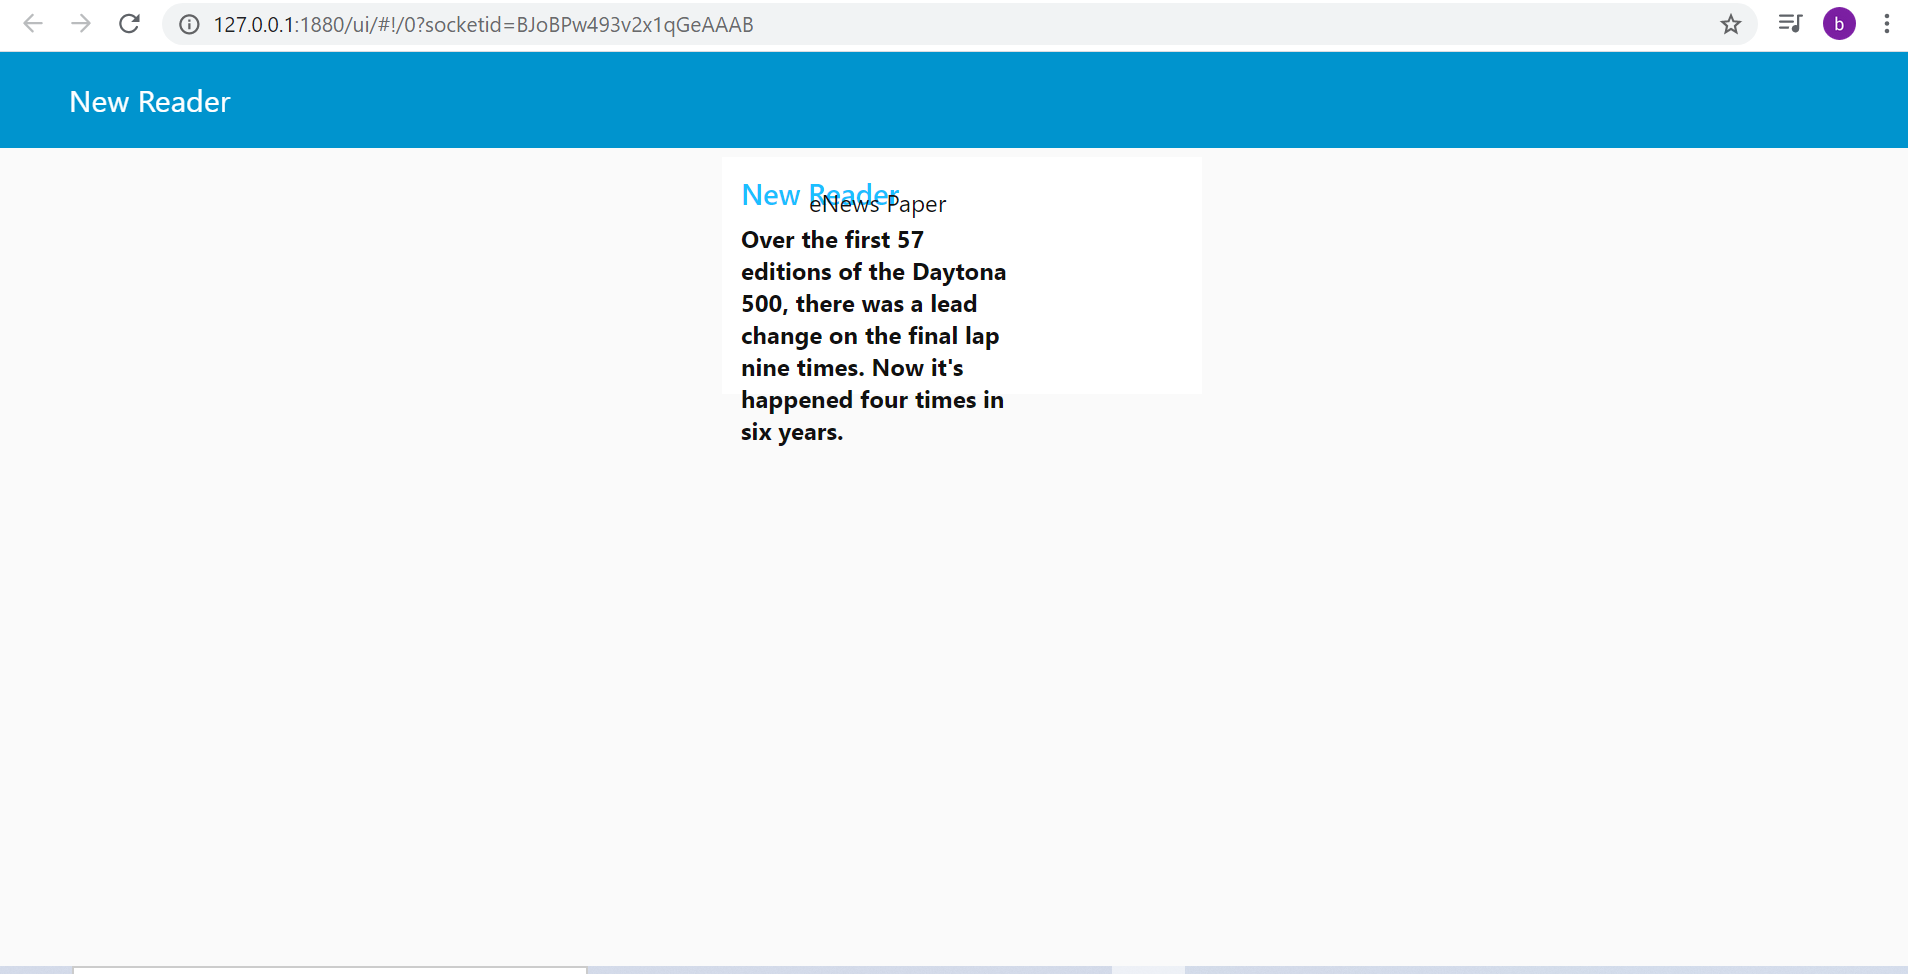 127.0.0.1:1880/ui/#!/0?socketid=BJoBPw493v2x1qGeAAAB
b
New Reader
New Reader
eNews Paper
Over the first 57
editions of the Daytona
500, there was a lead
change on the final lap
nine times. Now it's
happened four times in
six years.